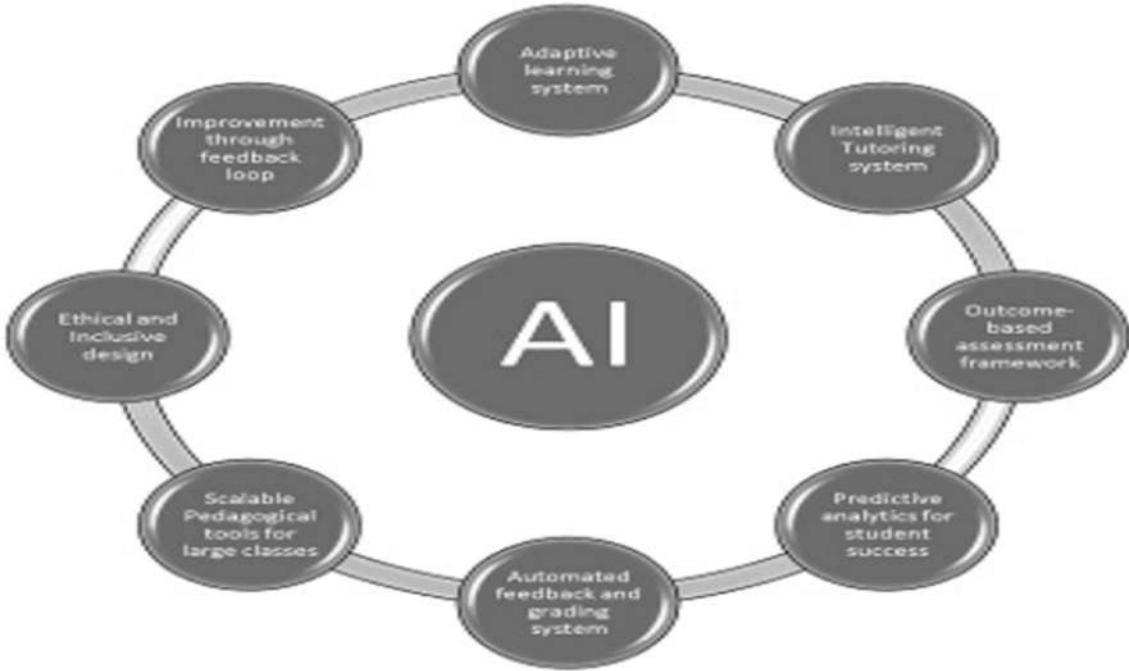 Adaptive
learning
system
Intelligent
Tutoring
system
Outcome-
based
assessment
framework
Predictive
analytics for
student
success
Automated
feedback and
grading
system
Scalable
Pedagogical
tools for
large classes
Ethical and
Inclusive
design
Improvement
through
feedback
loop
AI